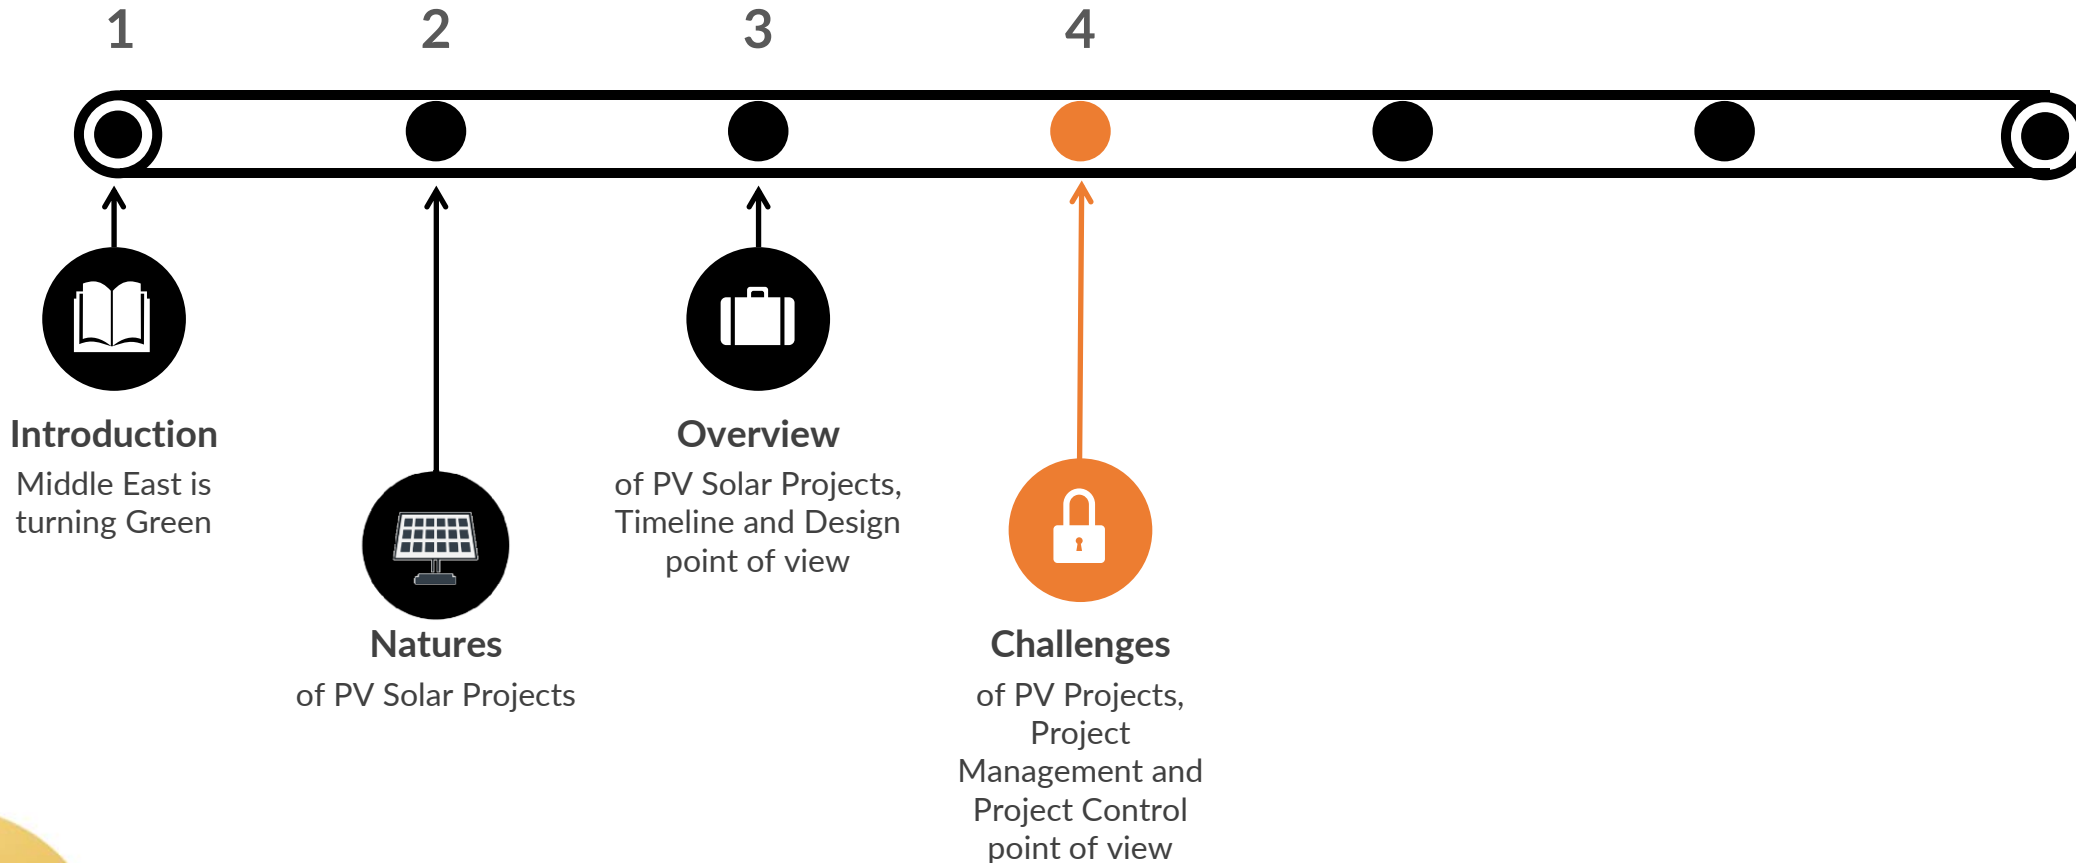 1
2
3
4
Introduction
Middle East is
turning Green
Natures
of PV Solar Projects
Overview
of PV Solar Projects,
Timeline and Design
point of view
Challenges
of PV Projects,
Project
Management and
Project Control
point of view